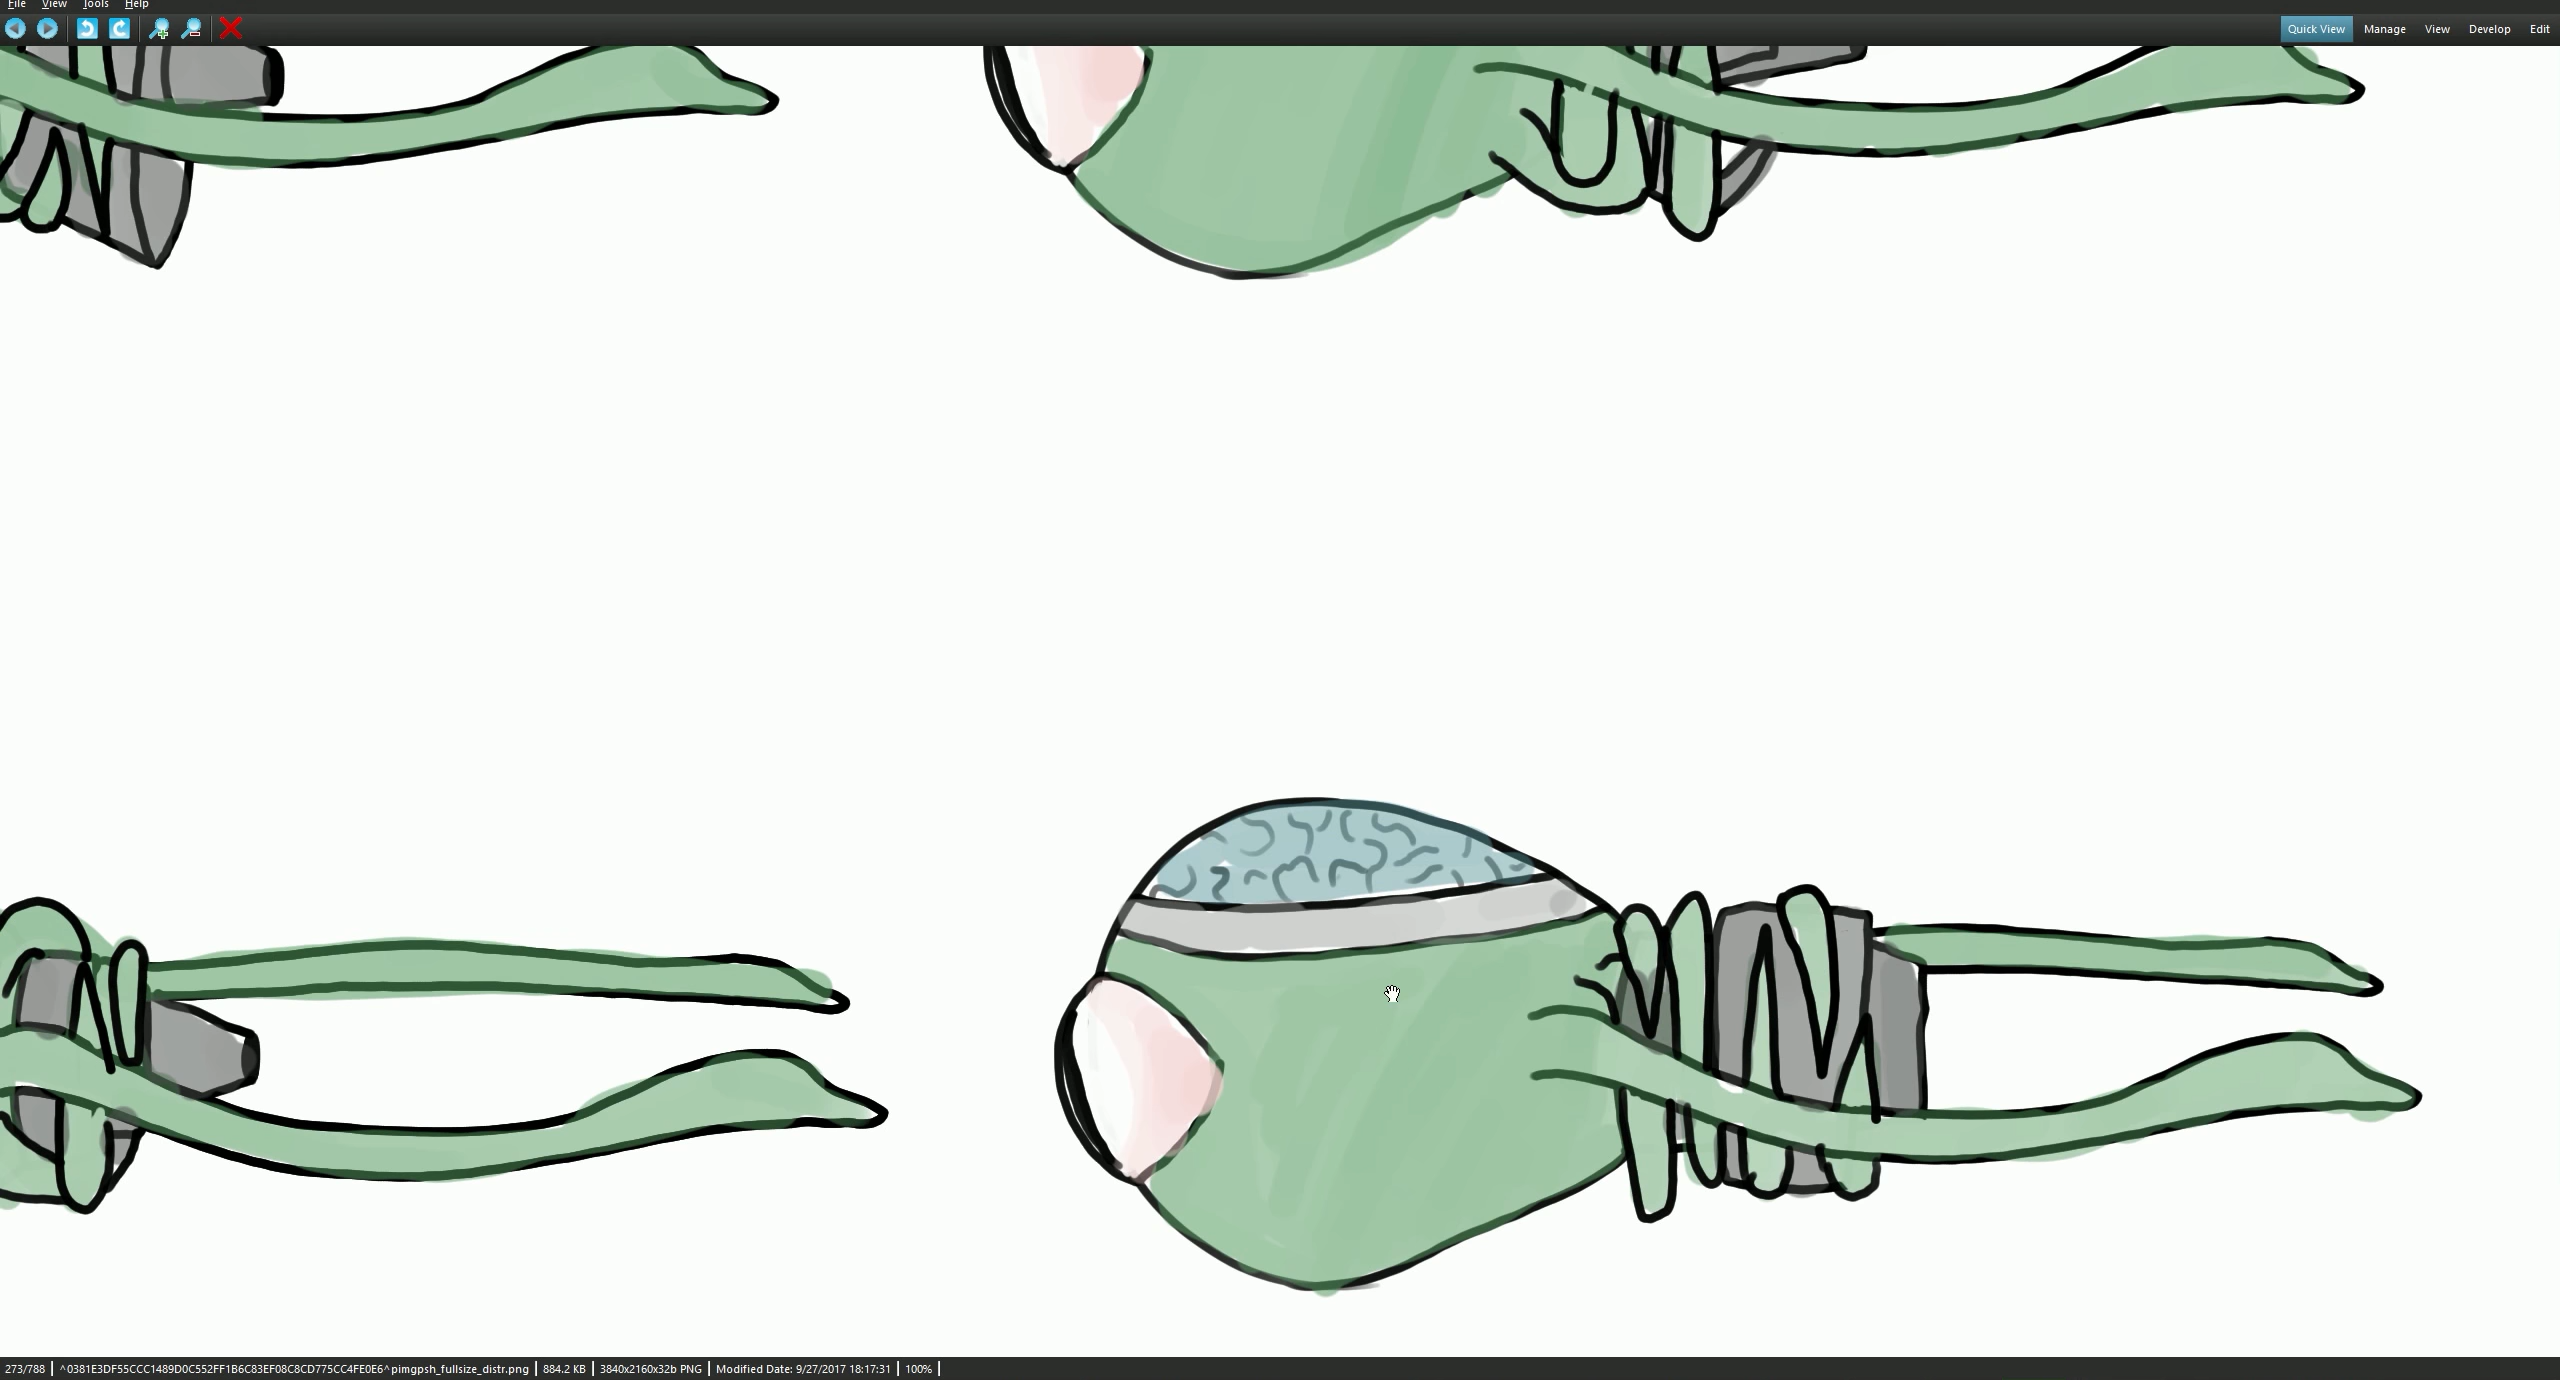 File View Tools Help
Quick View Manage View Develop Edit
273/788 | ^0381E3DF55CCC1489D0C552FF1B6C83EF08C8CD775CC4FE0E6^pimgpsh_fullsize_distr.png | 884.2 KB | 3840x2160x32b PNG | Modified Date: 9/27/2017 18:17:31 | 100% |